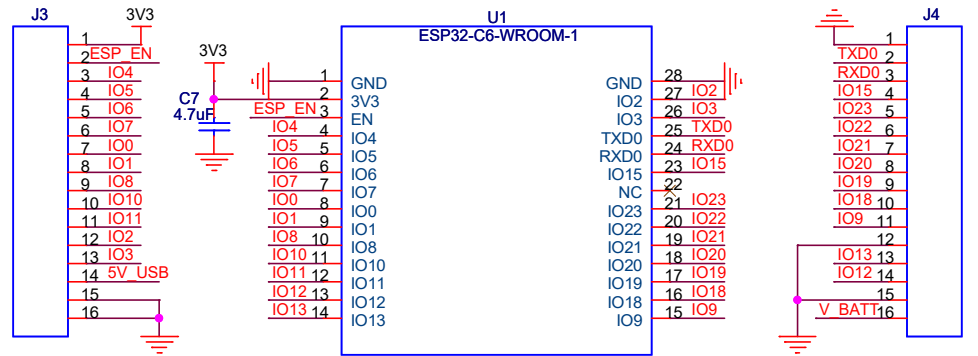 J3
3V3
1
ESP_EN
2
IO4
3
IO5
4
IO6
5
IO7
6
IO0
7
IO1
8
IO8
9
IO10
10
IO11
11
IO2
12
IO3
13
5V_USB
14
15
16
3V3
C7
4.7uF
U1
ESP32-C6-WROOM-1
1 GND
2 3V3
ESP_EN 3 EN
IO4 4 IO4
IO5 5 IO5
IO6 6 IO6
IO7 7 IO7
IO0 8 IO0
IO1 9 IO1
IO8 10 IO8
IO10 11 IO10
IO11 12 IO11
IO12 13 IO12
IO13 14 IO13
GND 28
IO2 27 IO2
IO3 26 IO3
TXD0 25 TXD0
RXD0 24 RXD0
IO15 23 IO15
NC 22
IO23 21 IO23
IO22 20 IO22
IO21 19 IO21
IO20 18 IO20
IO19 17 IO19
IO18 16 IO18
IO9 15 IO9
J4
1
TXD0 2
RXD0 3
IO15 4
IO23 5
IO22 6
IO21 7
IO20 8
IO19 9
IO18 10
IO9 11
12
IO13 13
IO12 14
15
V_BATT 16